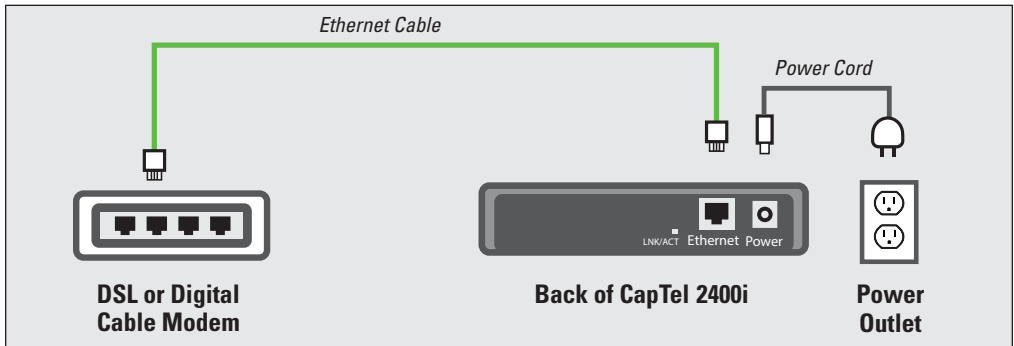 Ethernet Cable
Power Cord
LNK/ACT Ethernet Power
DSL or Digital
Cable Modem
Back of CapTel 2400i
Power
Outlet